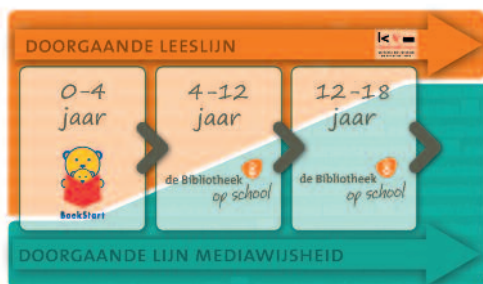 DOORGAANDE LEESLIJN
0-4
jaar
BoekStart
4-12
jaar
de Bibliotheek
op school
12-18
jaar
de Bibliotheek
op school
DOORGAANDE LIJN MEDIAWIJSHEID